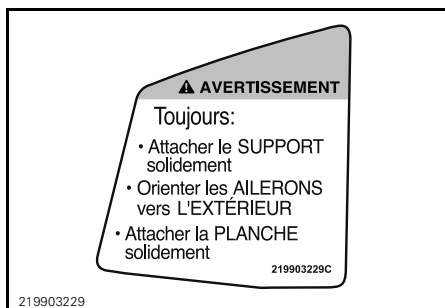 ⚠ AVERTISSEMENT
Toujours:
• Attacher le SUPPORT
solidement
• Orienter les AILERONS
vers L'EXTÉRIEUR
• Attacher la PLANCHE
solidement
219903229C
219903229